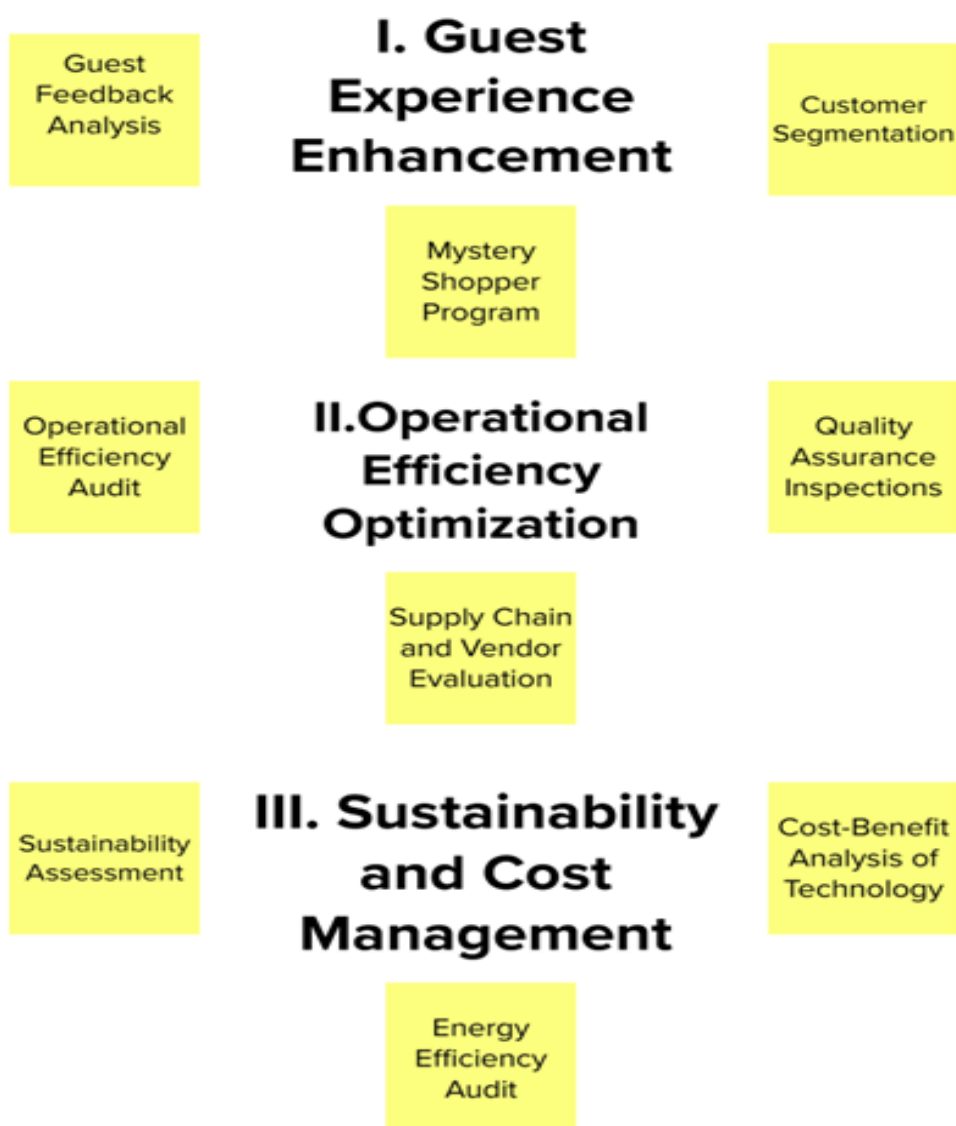 Guest
Feedback
Analysis
I. Guest
Experience
Enhancement
Customer
Segmentation
Mystery
Shopper
Program
Operational
Efficiency
Audit
II.Operational
Efficiency
Optimization
Quality
Assurance
Inspections
Supply Chain
and Vendor
Evaluation
Sustainability
Assessment
III. Sustainability
and Cost
Management
Cost-Benefit
Analysis of
Technology
Energy
Efficiency
Audit